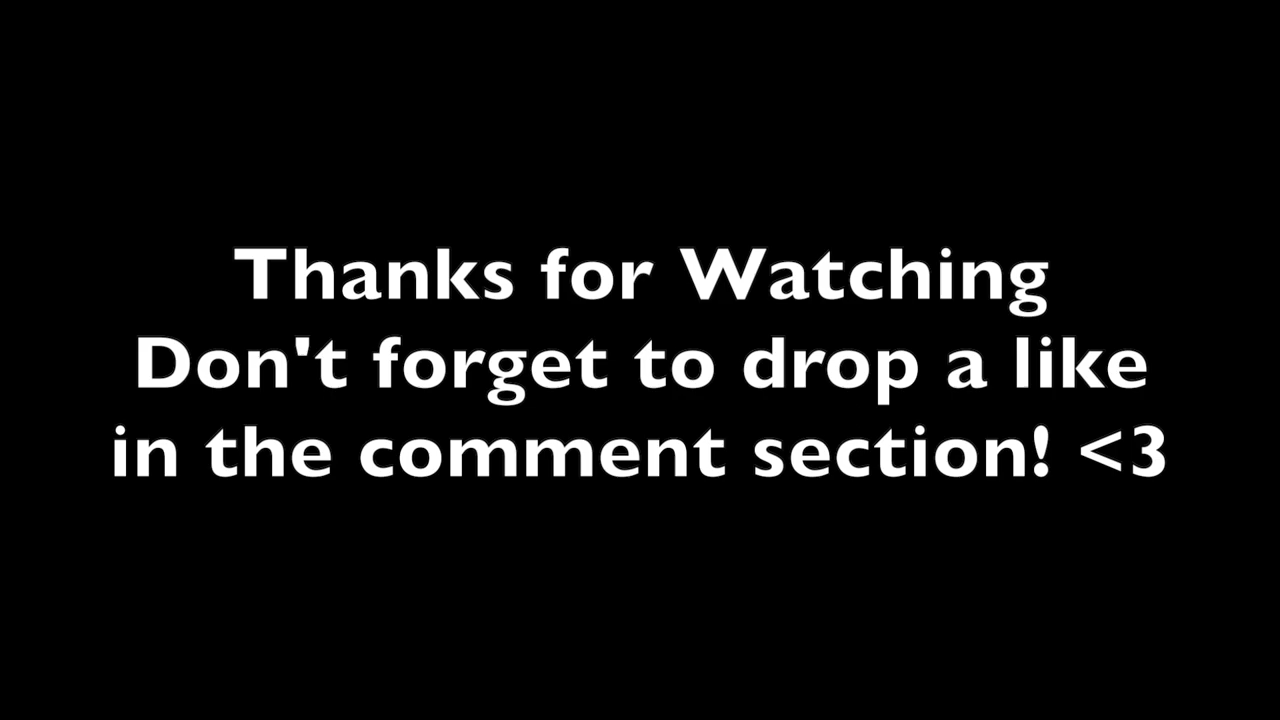 Thanks for Watching
Don't forget to drop a like
in the comment section! <3